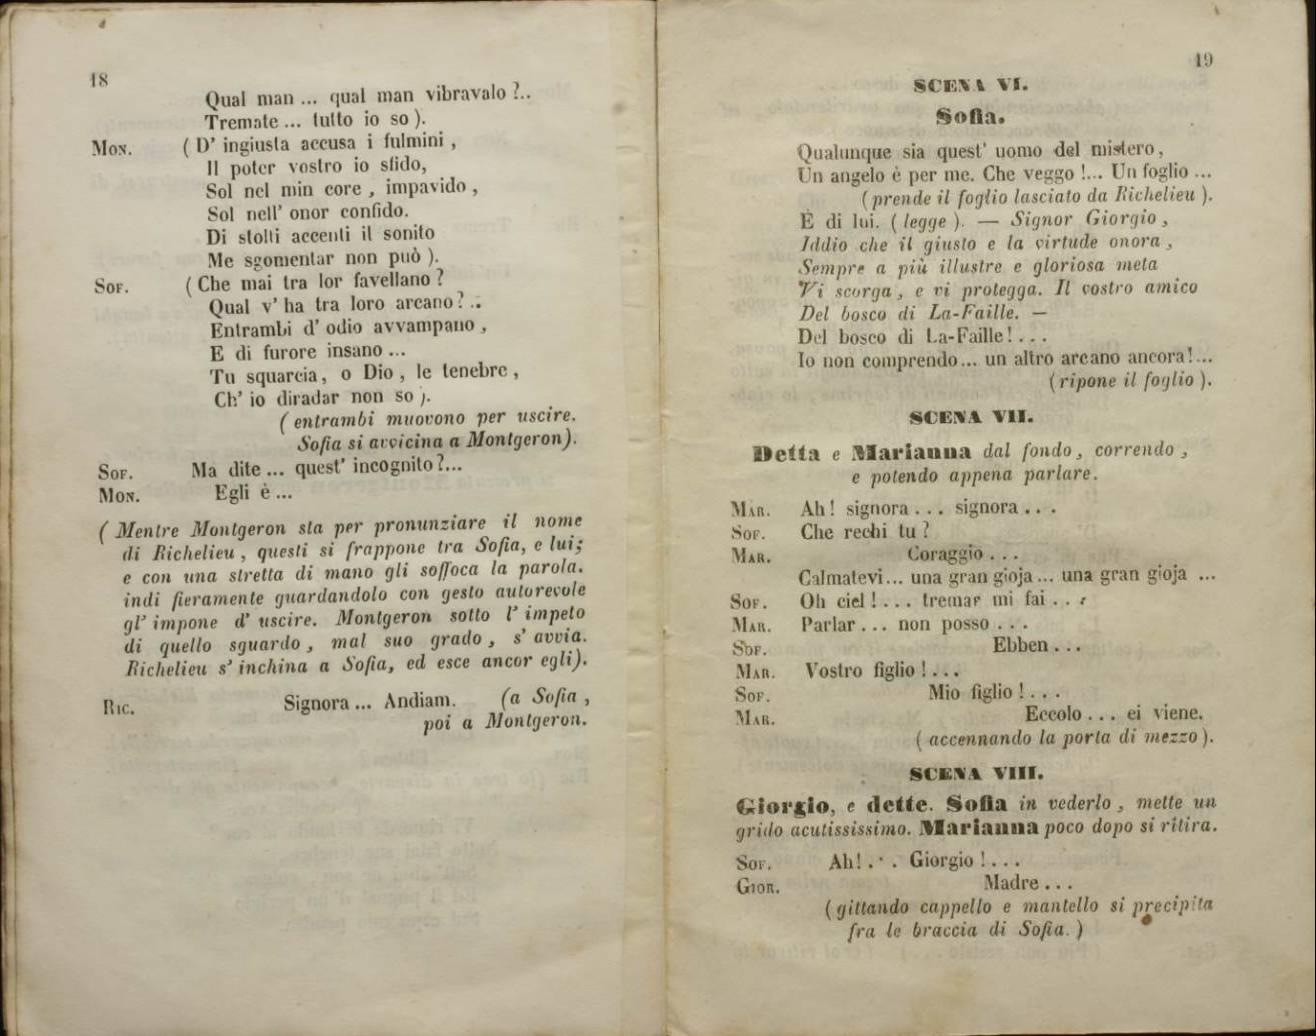 18
Qual man ... qual man vibravalo ?..
Tremate ... tutto io so ).
MON. ( D' ingiusta accusa i fulmini ,
Il poter vostro io sfido,
Sol nel min core , impavido ,
Sol nell' onor confido.
Di stolti accenti il sonito
Me sgomentar non può ).
SOF. ( Che mai tra lor favellano ?
Qual v' ha tra loro arcano ? ..
Entrambi d' odio avvampano ,
E di furore insano ...
Tu squarcia, o Dio , le tenebre ,
Ch' io diradar non so ).
( entrambi muovono per uscire.
Sofia si avvicina a Montgeron).
SOF. Ma dite ... quest' incognito ?...
MON. Egli è ...
( Mentre Montgeron sta per pronunziare il nome
di Richelieu , questi si frappone tra Sofia, e lui;
e con una stretta di mano gli soffoca la parola.
indi fieramente guardandolo con gesto autorevole
gl' impone d' uscire. Montgeron sotto l' impeto
di quello sguardo , mal suo grado , s' avvia.
Richelieu s' inchina a Sofia, ed esce ancor egli).
RIC. Signora ... Andiam. (a Sofia ,
poi a Montgeron.
19
SCENA VI.
Sofia.
Qualunque sia quest' uomo del mistero ,
Un angelo è per me. Che veggo !... Un foglio ...
( prende il foglio lasciato da Richelieu ).
È di lui. ( legge ). — Signor Giorgio ,
Iddio che il giusto e la virtude onora ,
Sempre a più illustre e gloriosa meta
Vi scorga , e vi protegga. Il vostro amico
Del bosco di La-Faille. —
Del bosco di La-Faille! ...
Io non comprendo ... un altro arcano ancora! ...
( ripone il foglio ).
SCENA VII.
Detta e Marianna dal fondo , correndo ,
e potendo appena parlare.
MAR. Ah! signora . . . signora . . .
SOF. Che rechi tu ?
MAR. Coraggio . . .
Calmatevi ... una gran gioja ... una gran gioja ...
SOF. Oh ciel ! . . . tremar mi fai . . .
MAR. Parlar . . . non posso . . .
SOF. Ebben . . .
MAR. Vostro figlio ! . . .
SOF. Mio figlio ! . . .
MAR. Eccolo . . . ei viene.
( accennando la porta di mezzo ).
SCENA VIII.
Giorgio, e dette. Sofia in vederlo , mette un
grido acutississimo. Marianna poco dopo si ritira.
SOF. Ah! . . . Giorgio ! . . .
GIOR. Madre . . .
( gittando cappello e mantello si precipita
fra le braccia di Sofia. )